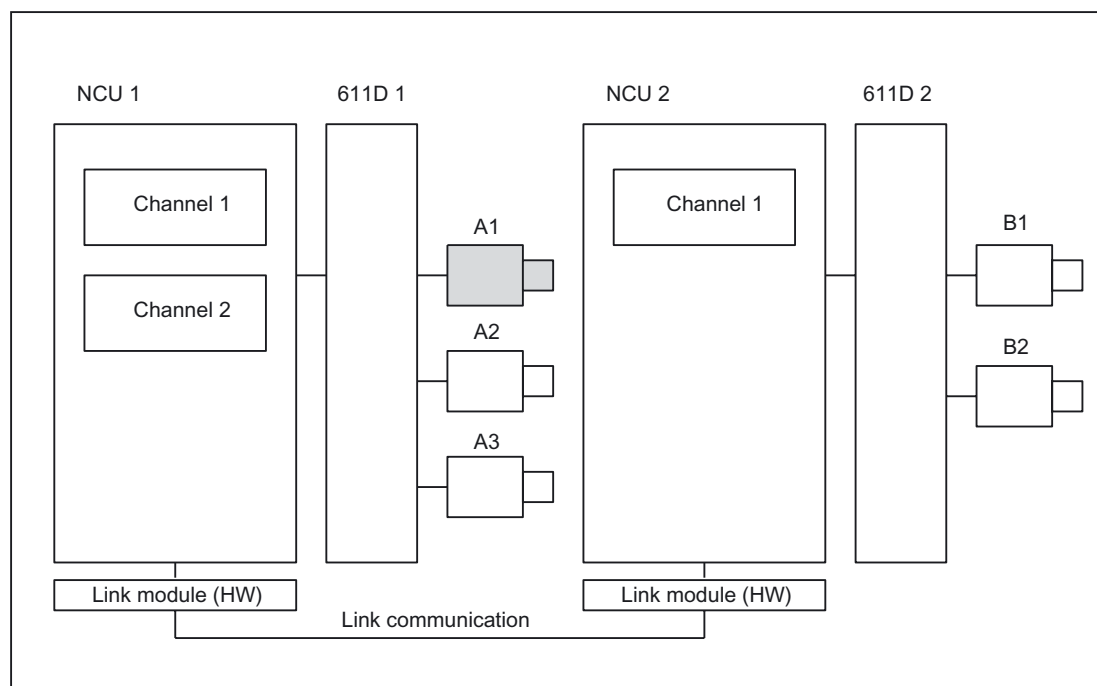 NCU 1
611D 1
NCU 2
611D 2
Channel 1
Channel 2
A1
A2
A3
Channel 1
B1
B2
Link module (HW)
Link module (HW)
Link communication